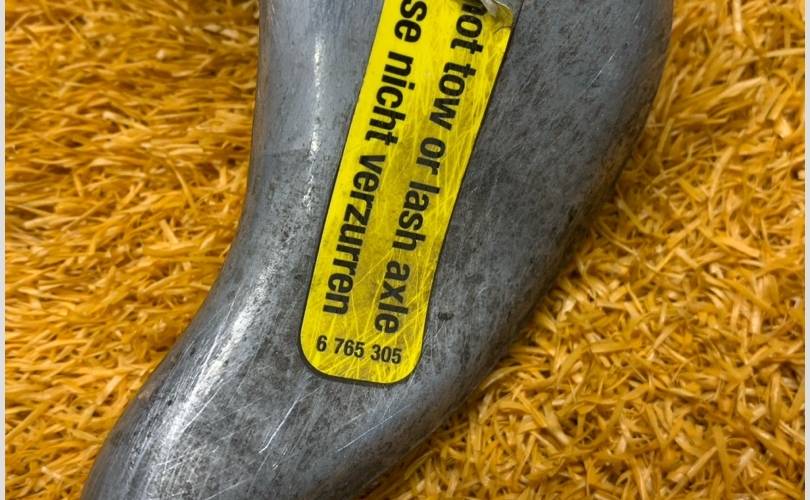 not tow or lash axle
se nicht verzurren
6 765 305